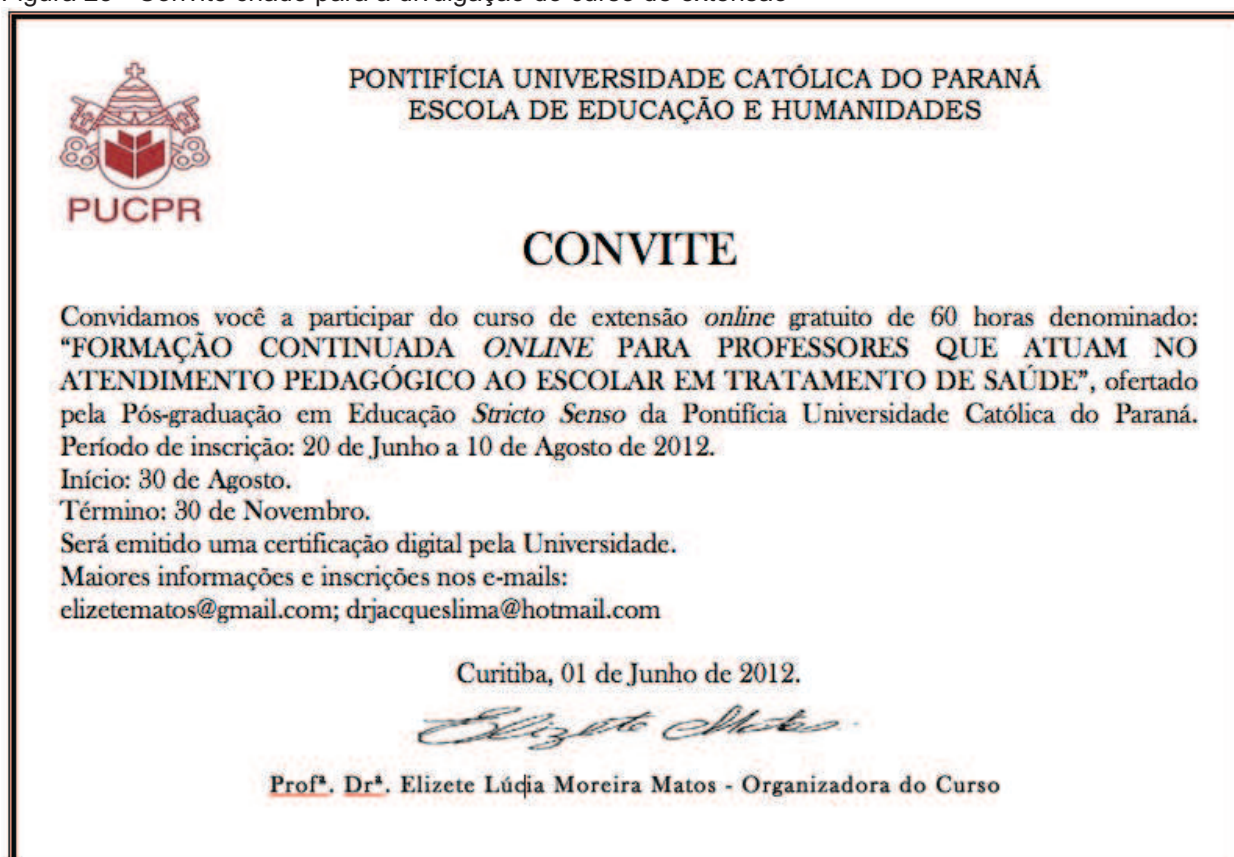 PONTIFÍCIA UNIVERSIDADE CATÓLICA DO PARANÁ
ESCOLA DE EDUCAÇÃO E HUMANIDADES
PUCPR
CONVITE
Convidamos você a participar do curso de extensão online gratuito de 60 horas denominado:
“FORMAÇÃO CONTINUADA ONLINE PARA PROFESSORES QUE ATUAM NO
ATENDIMENTO PEDAGÓGICO AO ESCOLAR EM TRATAMENTO DE SAÚDE”, ofertado
pela Pós-graduação em Educação Stricto Senso da Pontifícia Universidade Católica do Paraná.
Período de inscrição: 20 de Junho a 10 de Agosto de 2012.
Início: 30 de Agosto.
Término: 30 de Novembro.
Será emitido uma certificação digital pela Universidade.
Maiores informações e inscrições nos e-mails:
elizetematos@gmail.com; drjacqueslima@hotmail.com
Curitiba, 01 de Junho de 2012.
Elizete Matos
Profª. Drª. Elizete Lúcia Moreira Matos - Organizadora do Curso